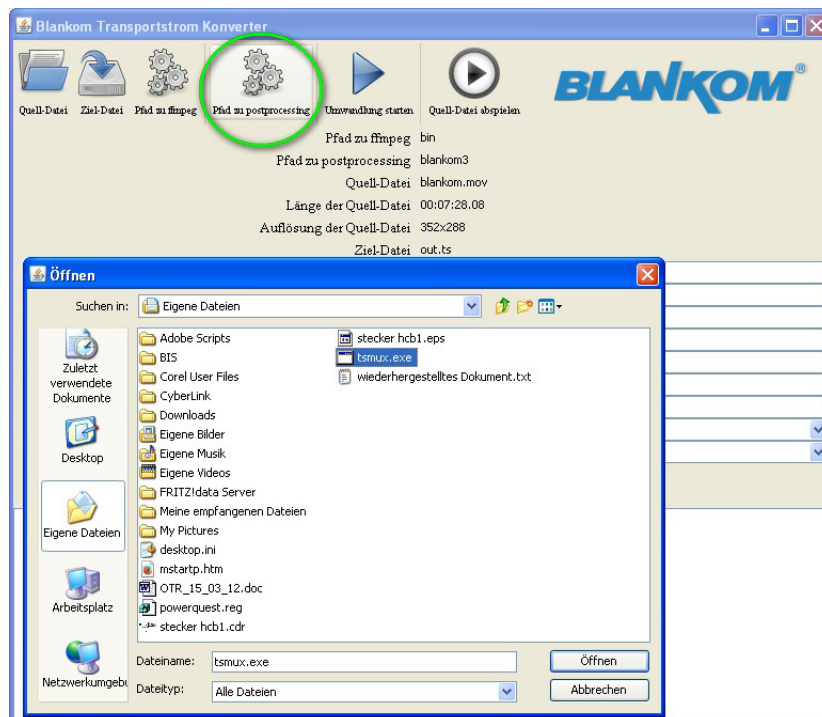 Blankom Transportstrom Konverter
Quell-Datei
Ziel-Datei
Pfad zu ffmpeg
Pfad zu postprocessing
Umwandlung starten
Quell-Datei abspielen
BLANKOM®
Pfad zu ffmpeg bin
Pfad zu postprocessing blankom3
Quell-Datei blankom.mov
Länge der Quell-Datei 00:07:28.08
Auflösung der Quell-Datei 352x288
Ziel-Datei out.ts
Öffnen
Suchen in: Eigene Dateien
Zuletzt
verwendete
Dokumente
Desktop
Eigene Dateien
Arbeitsplatz
Netzwerkumgebu
Adobe Scripts
BIS
Corel User Files
CyberLink
Downloads
Eigene Bilder
Eigene Musik
Eigene Videos
FRITZ!data Server
Meine empfangenen Dateien
My Pictures
desktop.ini
mstartp.htm
OTR_15_03_12.doc
powerquest.reg
stecker hcb1.cdr
stecker hcb1.eps
tsmux.exe
wiederhergestelltes Dokument.txt
Dateiname: tsmux.exe
Öffnen
Dateityp: Alle Dateien
Abbrechen